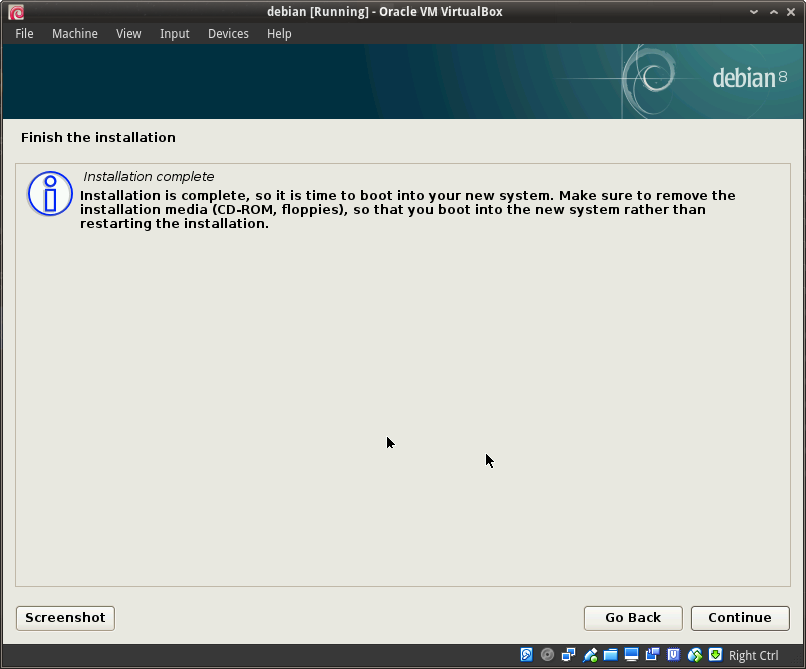 debian [Running] - Oracle VM VirtualBox
File Machine View Input Devices Help
debian 8
Finish the installation
Installation complete
Installation is complete, so it is time to boot into your new system. Make sure to remove the
installation media (CD-ROM, floppies), so that you boot into the new system rather than
restarting the installation.
Screenshot Go Back Continue
Right Ctrl